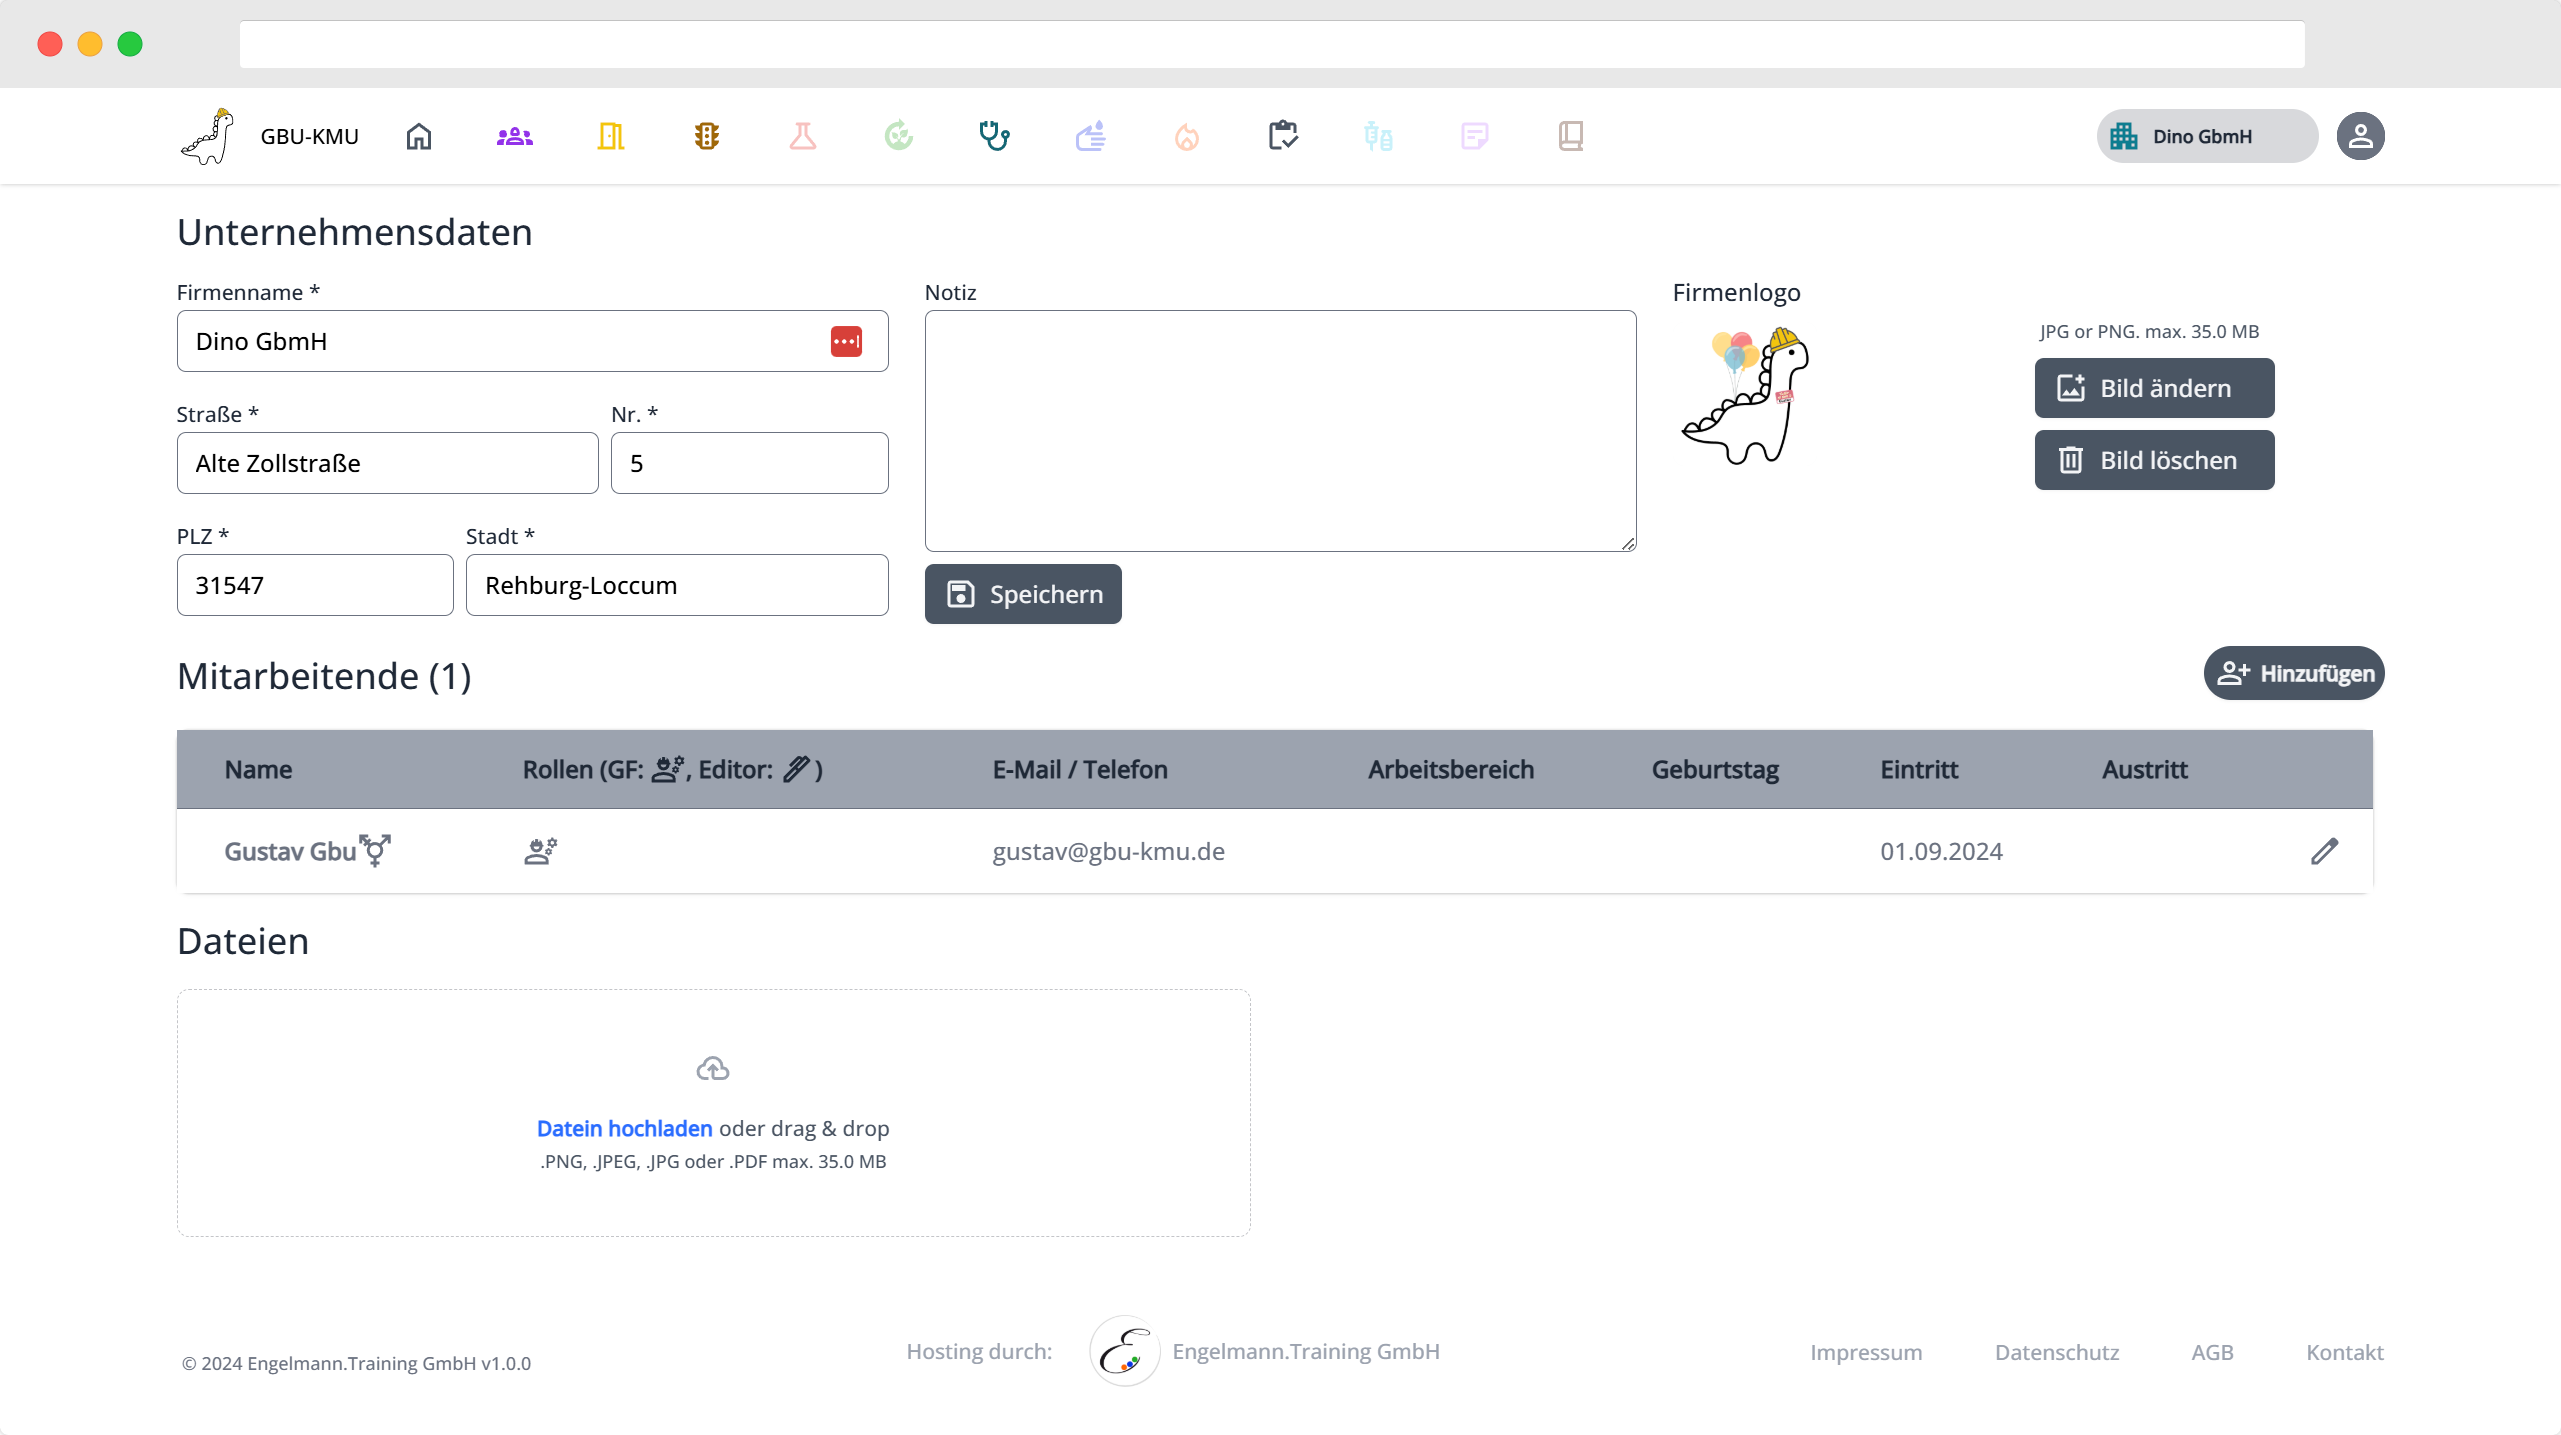 GBU-KMU
Dino GbmH
Unternehmensdaten
Firmenname *
Dino GbmH
Straße *
Nr. *
Alte Zollstraße
5
PLZ *
Stadt *
31547
Rehburg-Loccum
Notiz
Speichern
Firmenlogo
JPG or PNG. max. 35.0 MB
Bild ändern
Bild löschen
Mitarbeitende (1)
Hinzufügen
Name Rollen (GF: , Editor: ) E-Mail / Telefon Arbeitsbereich Geburtstag Eintritt Austritt
Gustav Gbu gustav@gbu-kmu.de 01.09.2024
Dateien
Datein hochladen oder drag & drop
.PNG, .JPEG, .JPG oder .PDF max. 35.0 MB
© 2024 Engelmann.Training GmbH v1.0.0
Hosting durch: Engelmann.Training GmbH
Impressum Datenschutz AGB Kontakt